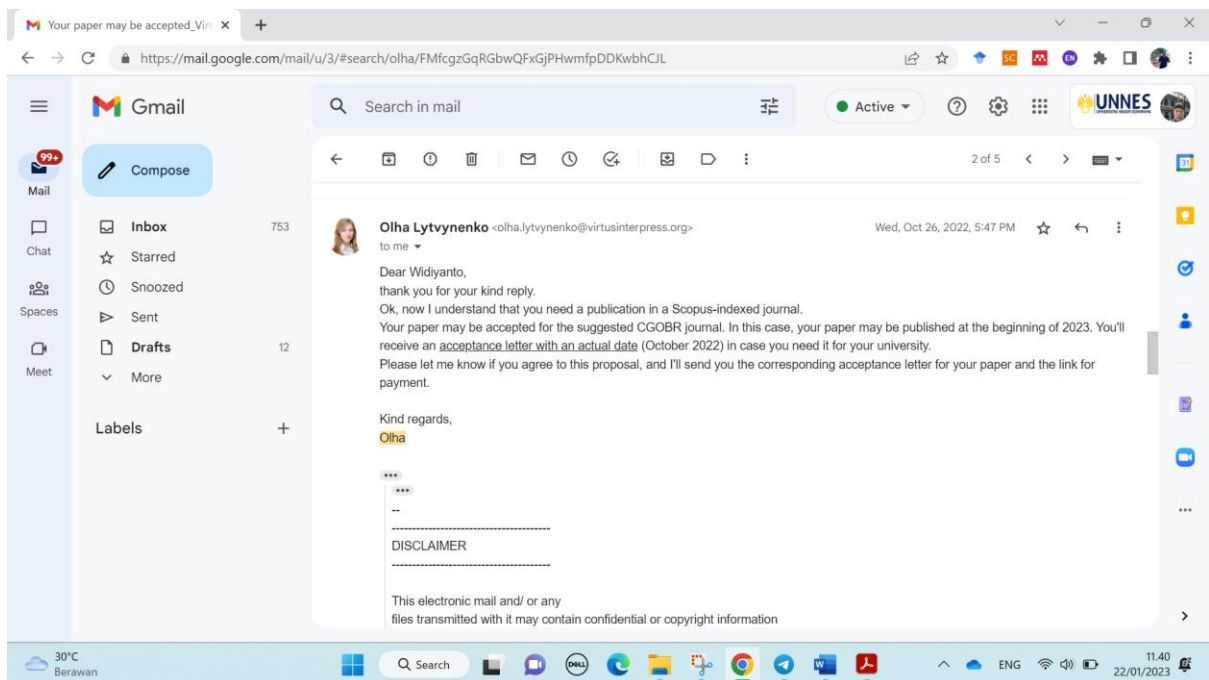 Your paper may be accepted_Virt
https://mail.google.com/mail/u/3/#search/olha/FMfcgzGqRGbwQFxGjPHwmfpDDKwbhCJL
Gmail
Search in mail
Active
UNNES
99+
Mail
Compose
2 of 5
31
Chat
Spaces
Meet
Inbox 753
Starred
Snoozed
Sent
Drafts 12
More
Labels
Olha Lytvynenko <olha.lytvynenko@virtusinterpress.org> Wed, Oct 26, 2022, 5:47 PM
to me
Dear Widiyanto,
thank you for your kind reply.
Ok, now I understand that you need a publication in a Scopus-indexed journal.
Your paper may be accepted for the suggested CGOBR journal. In this case, your paper may be published at the beginning of 2023. You'll
receive an acceptance letter with an actual date (October 2022) in case you need it for your university.
Please let me know if you agree to this proposal, and I'll send you the corresponding acceptance letter for your paper and the link for
payment.
Kind regards,
Olha
--
----------------------------------------
DISCLAIMER
----------------------------------------
This electronic mail and/ or any
files transmitted with it may contain confidential or copyright information
30°C
Berawan
Search
DELL
ENG
11.40
22/01/2023